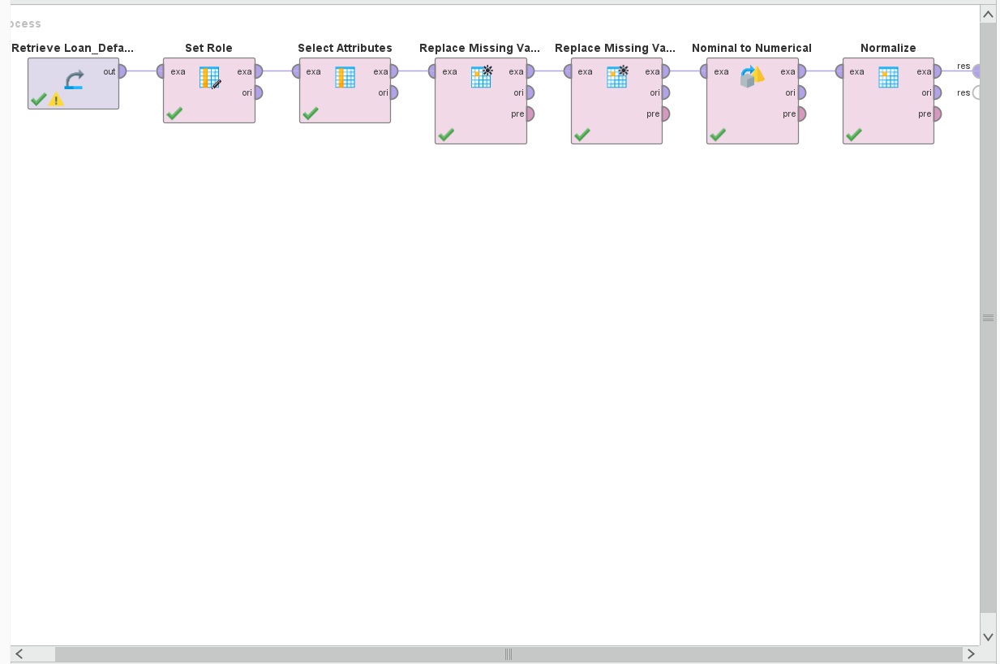 ocess
Retrieve Loan_Defa...
Set Role
Select Attributes
Replace Missing Va...
Replace Missing Va...
Nominal to Numerical
Normalize
out
exa exa
ori
exa exa
ori
exa exa
ori
pre
exa exa
ori
pre
exa exa
ori
pre
exa exa
ori
pre
res
res